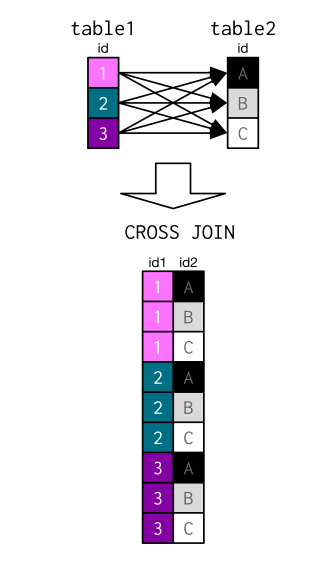 table1 table2
id id
1 A
2 B
3 C
CROSS JOIN
id1 id2
1 A
1 B
1 C
2 A
2 B
2 C
3 A
3 B
3 C